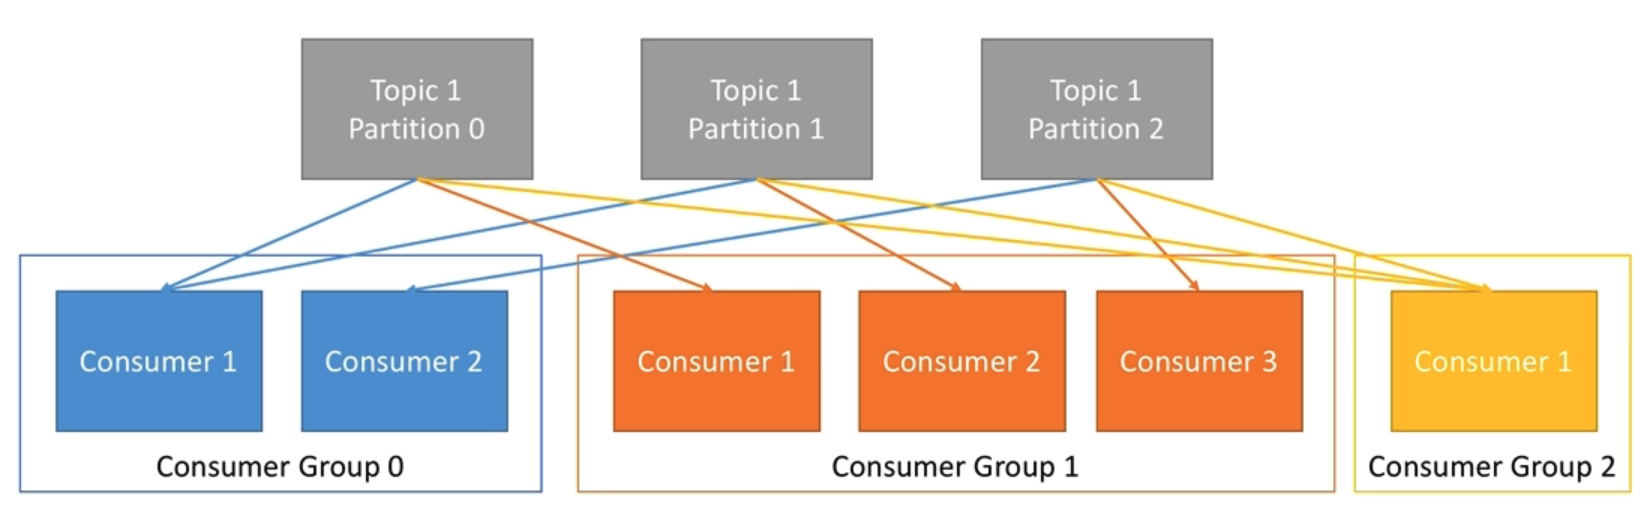 Topic 1
Partition 0
Topic 1
Partition 1
Topic 1
Partition 2
Consumer 1
Consumer 2
Consumer Group 0
Consumer 1
Consumer 2
Consumer 3
Consumer Group 1
Consumer 1
Consumer Group 2